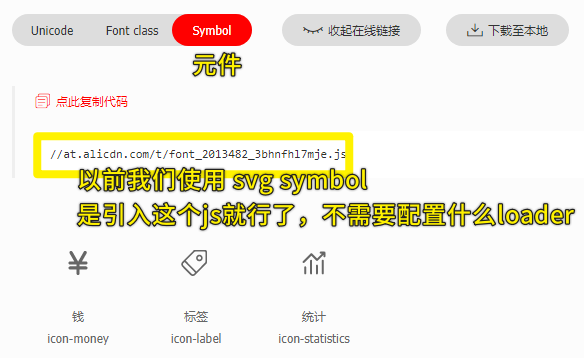 Unicode
Font class
Symbol
收起在线链接
下载至本地
元件
点此复制代码
//at.alicdn.com/t/font_2013482_3bhnfhl7mje.js
以前我们使用 svg symbol
是引入这个js就行了，不需要配置什么loader
钱
标签
统计
icon-money
icon-label
icon-statistics